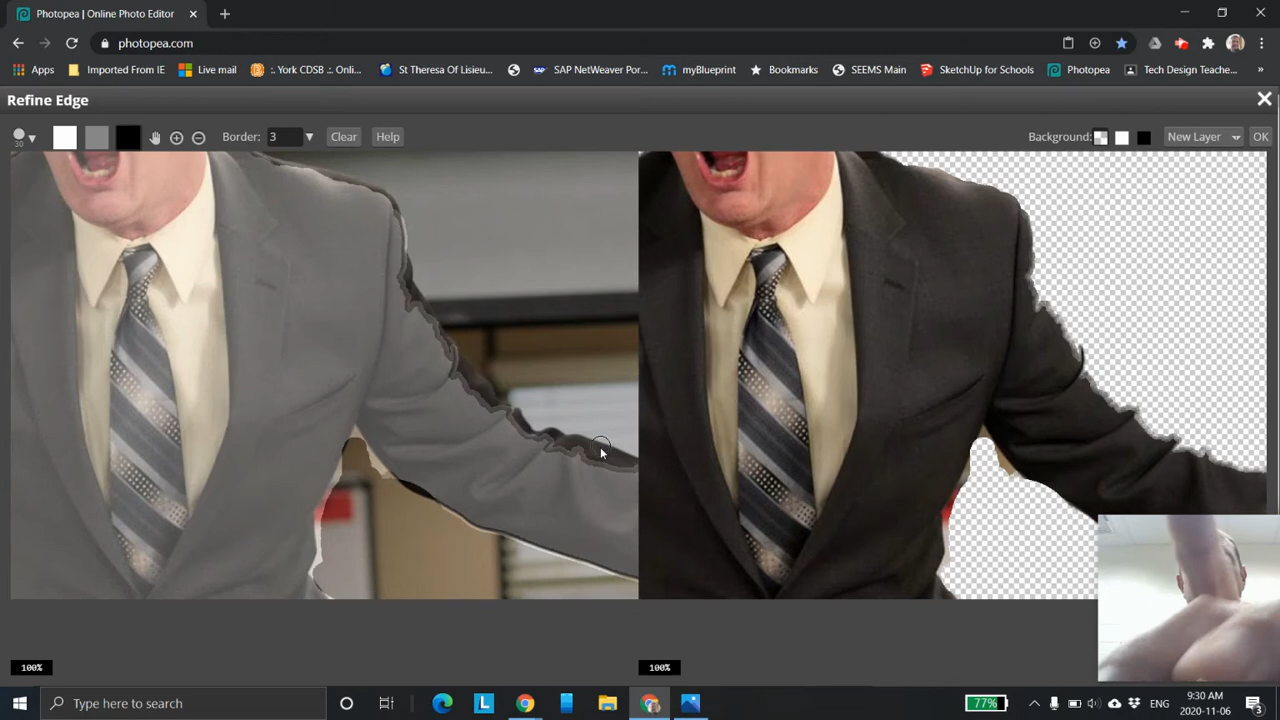 Photopea | Online Photo Editor
photopea.com
Apps Imported From IE Live mail :. York CDSB .:. Onli... St Theresa Of Lisieu... SAP NetWeaver Por... myBlueprint Bookmarks SEEMS Main SketchUp for Schools Photopea Tech Design Teache... »
Refine Edge
30 Border: 3 Clear Help Background: New Layer OK
100% 100%
Type here to search L 77% ENG 9:30 AM
2020-11-06 3